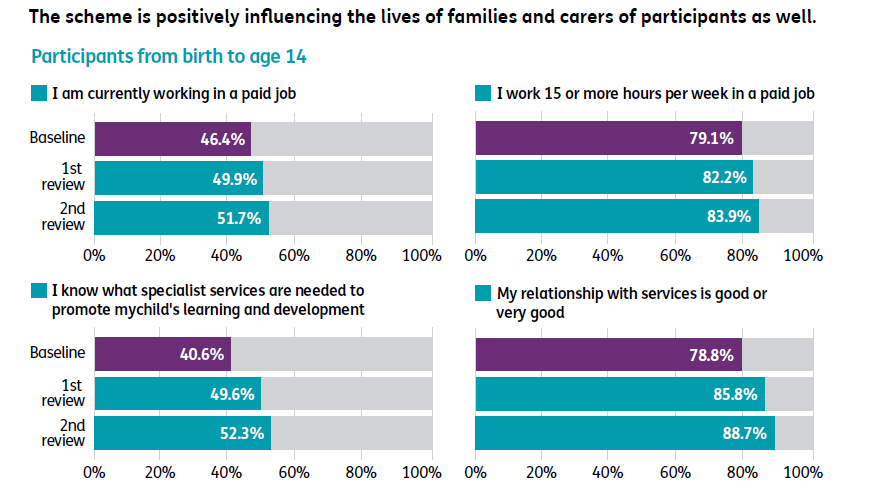 The scheme is positively influencing the lives of families and carers of participants as well.
Participants from birth to age 14
I am currently working in a paid job
Baseline
46.4%
1st
review
49.9%
2nd
review
51.7%
0% 20% 40% 60% 80% 100%
I work 15 or more hours per week in a paid job
79.1%
82.2%
83.9%
0% 20% 40% 60% 80% 100%
I know what specialist services are needed to
promote mychild's learning and development
Baseline
40.6%
1st
review
49.6%
2nd
review
52.3%
0% 20% 40% 60% 80% 100%
My relationship with services is good or
very good
78.8%
85.8%
88.7%
0% 20% 40% 60% 80% 100%